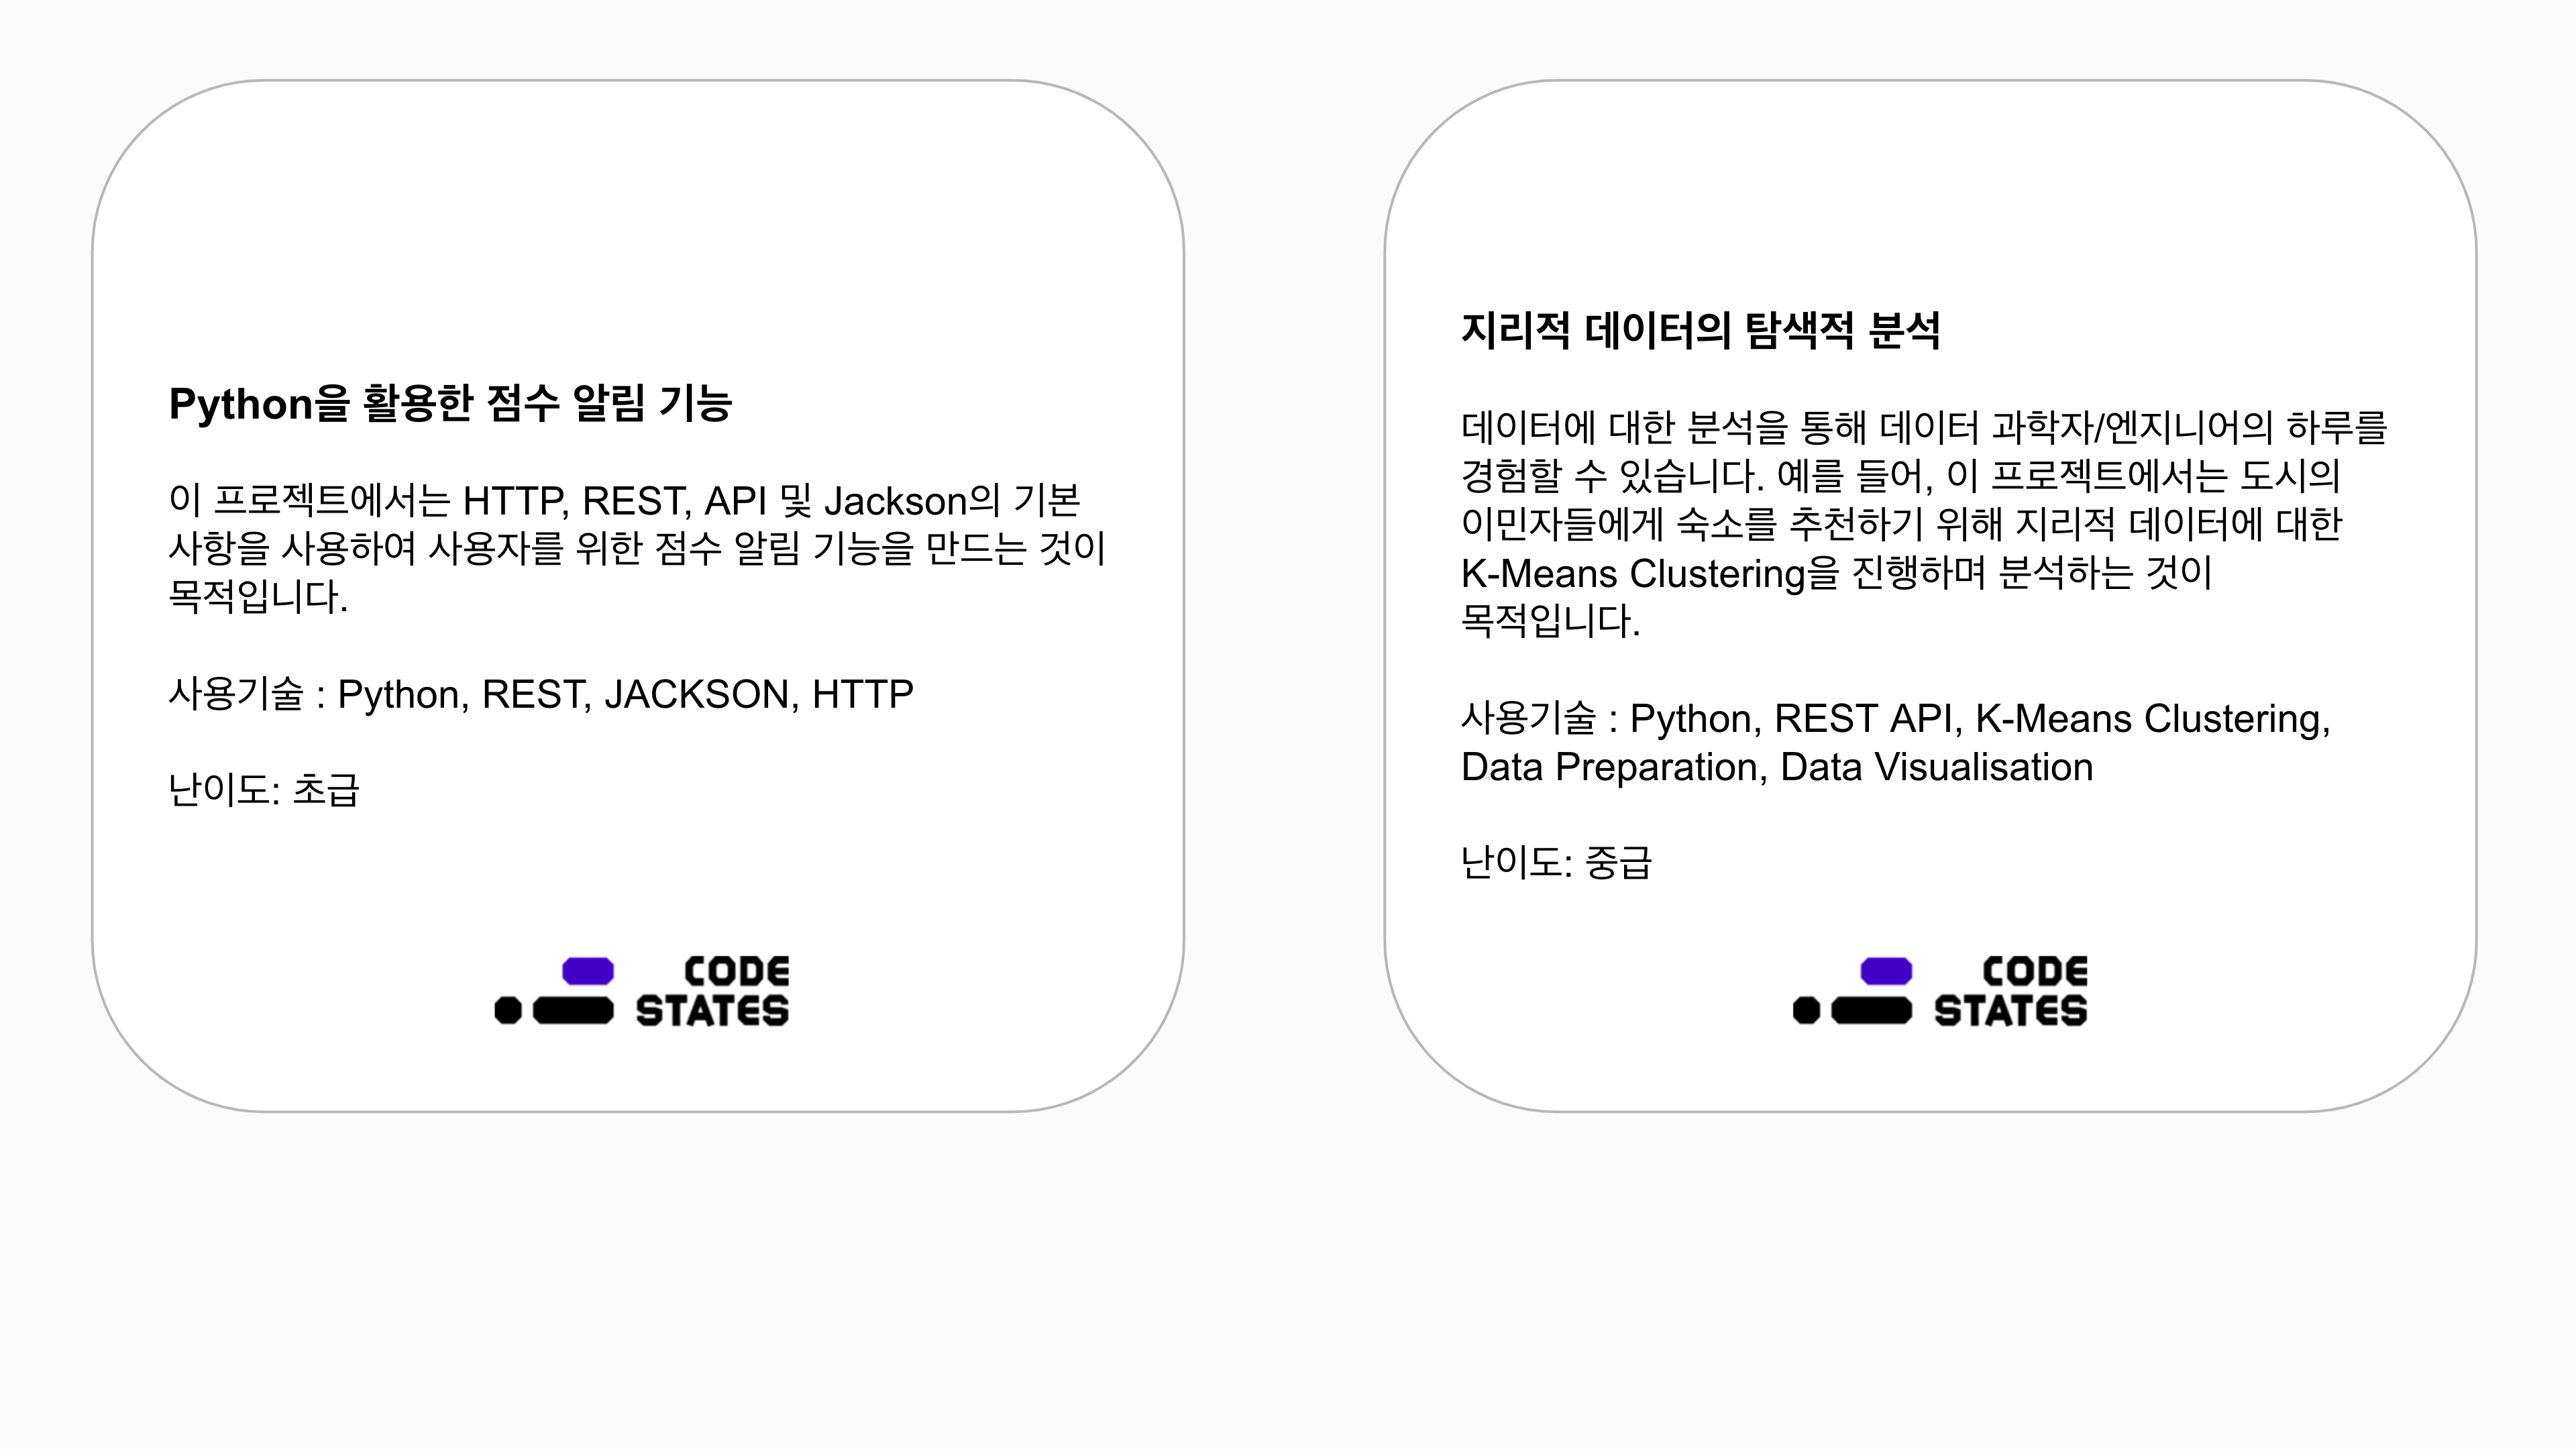 Python을 활용한 점수 알림 기능
이 프로젝트에서는 HTTP, REST, API 및 Jackson의 기본
사항을 사용하여 사용자를 위한 점수 알림 기능을 만드는 것이
목적입니다.
사용기술 : Python, REST, JACKSON, HTTP
난이도: 초급
CODE
STATES
지리적 데이터의 탐색적 분석
데이터에 대한 분석을 통해 데이터 과학자/엔지니어의 하루를
경험할 수 있습니다. 예를 들어, 이 프로젝트에서는 도시의
이민자들에게 숙소를 추천하기 위해 지리적 데이터에 대한
K-Means Clustering을 진행하며 분석하는 것이
목적입니다.
사용기술 : Python, REST API, K-Means Clustering,
Data Preparation, Data Visualisation
난이도: 중급
CODE
STATES